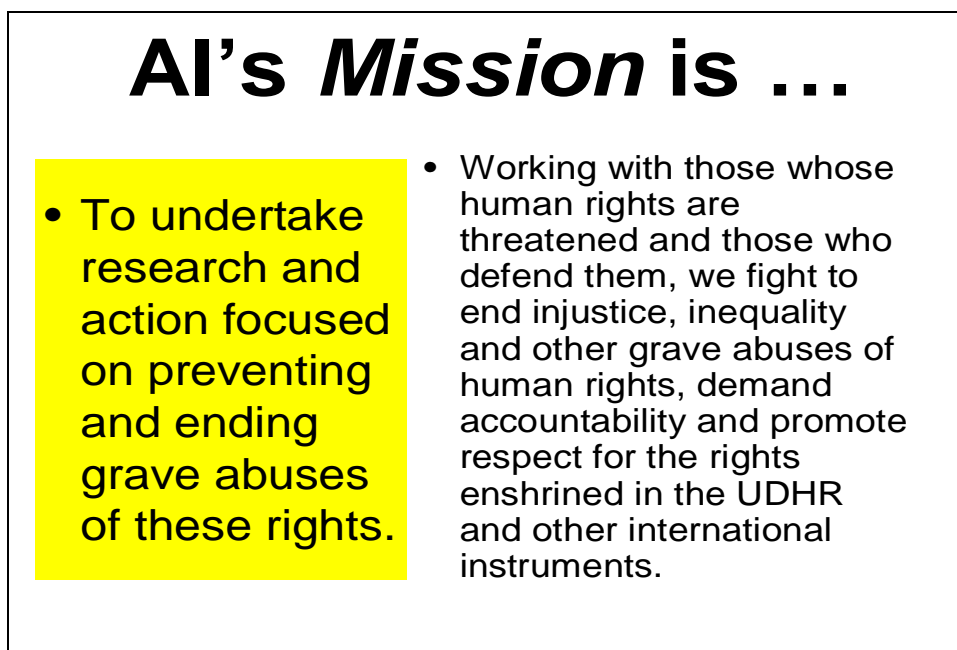 AI’s Mission is …
• To undertake
research and
action focused
on preventing
and ending
grave abuses
of these rights.
• Working with those whose
human rights are
threatened and those who
defend them, we fight to
end injustice, inequality
and other grave abuses of
human rights, demand
accountability and promote
respect for the rights
enshrined in the UDHR
and other international
instruments.